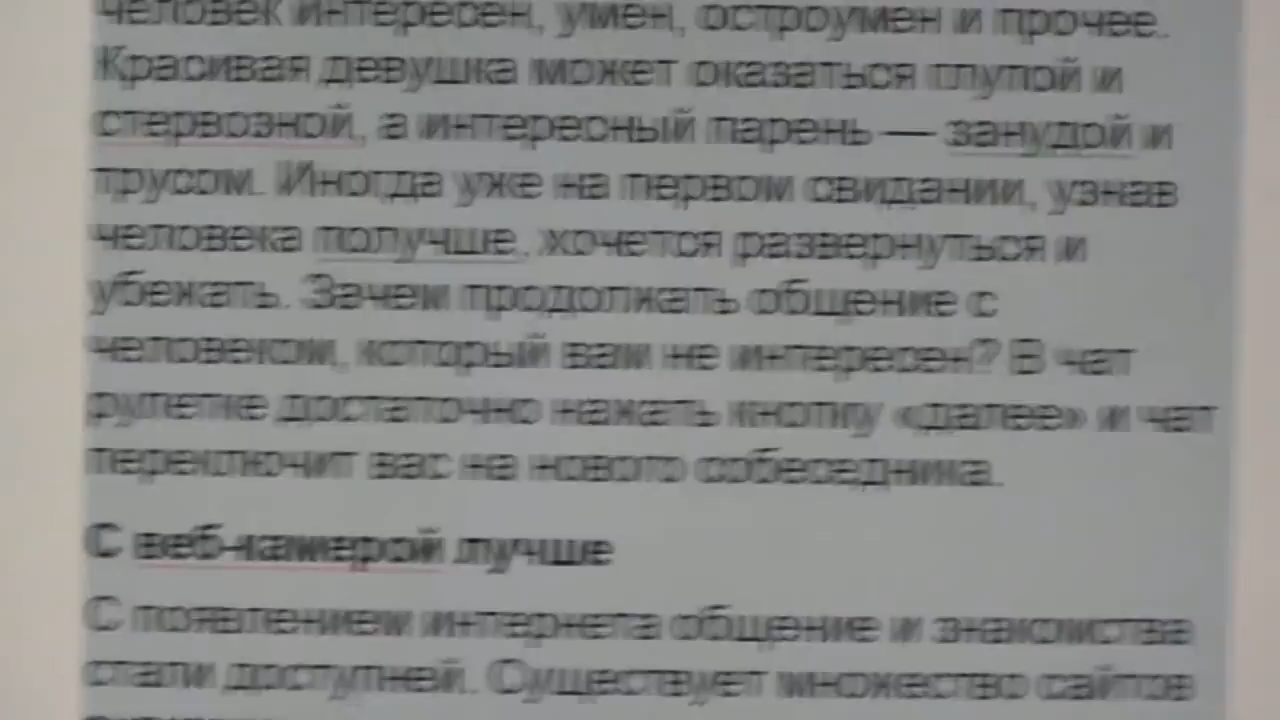 человек интересен, умен, остроумен и прочее.
Красивая девушка может оказаться глупой и
стервозной, а интересный парень — занудой и
трусом. Иногда уже на первом свидании, узнав
человека получше, хочется развернуться и
убежать. Зачем продолжать общение с
человеком, который вам не интересен? В чат
рулетке достаточно нажать кнопку «далее» и чат
переключит вас на нового собеседника.
С веб-камерой лучше
С появлением интернета общение и знакомства
стали доступней. Существует множество сайтов